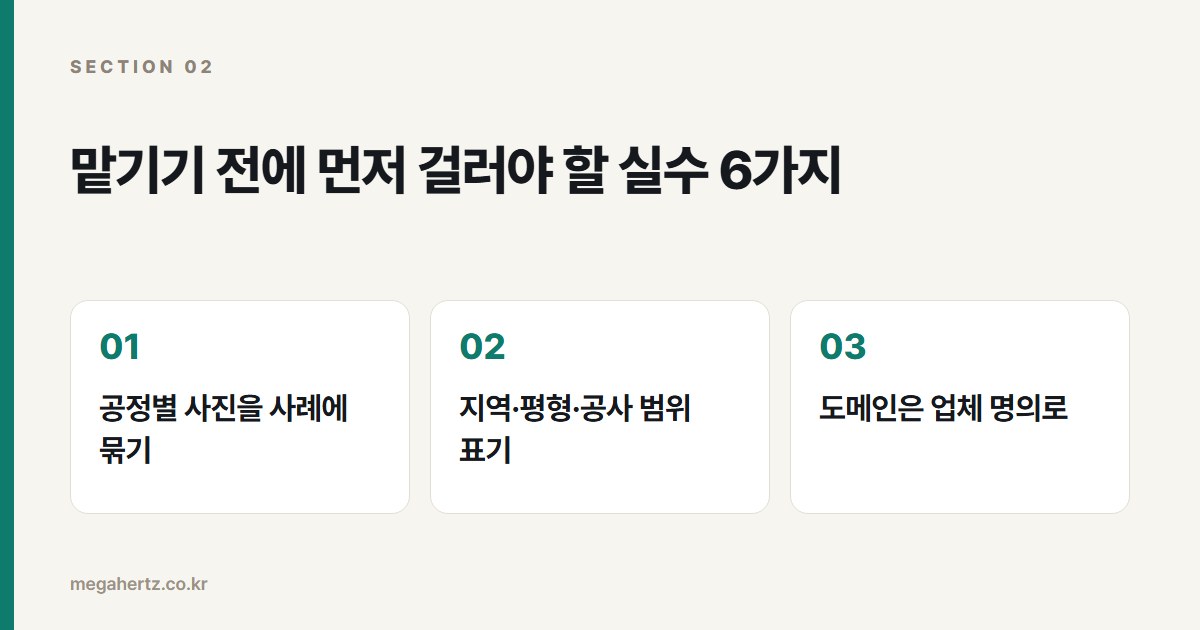 SECTION 02
맡기기 전에 먼저 걸러야 할 실수 6가지
01
공정별 사진을 사례에
묶기
02
지역·평형·공사 범위
표기
03
도메인은 업체 명의로
megahertz.co.kr